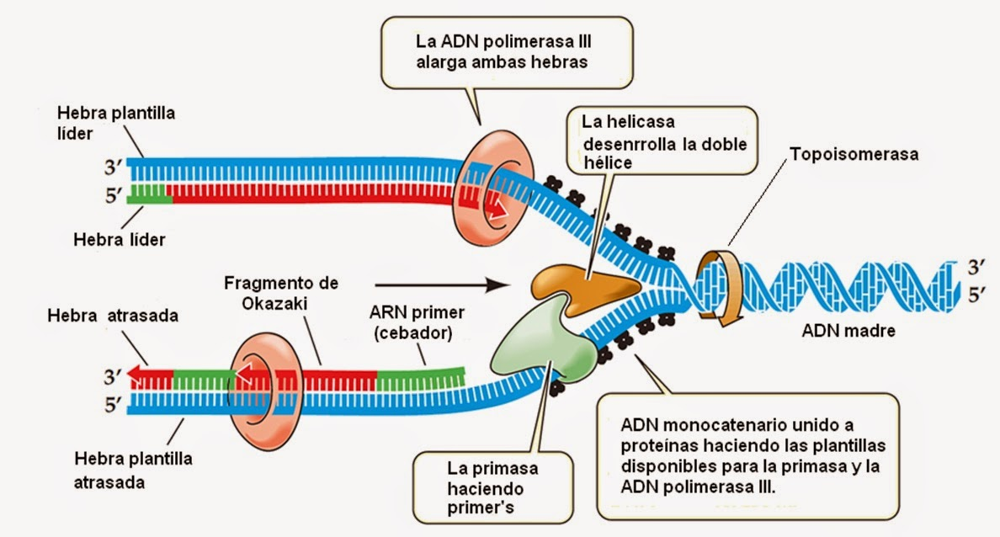 La ADN polimerasa III
alarga ambas hebras
Hebra plantilla
líder
La helicasa
desenrrolla la doble
hélice
Topoisomerasa
3′
5′
Hebra líder
3′
5′
ADN madre
Fragmento de
Okazaki
ARN primer
(cebador)
Hebra atrasada
3′
5′
Hebra plantilla
atrasada
La primasa
haciendo
primer's
ADN monocatenario unido a
proteínas haciendo las plantillas
disponibles para la primasa y la
ADN polimerasa III.